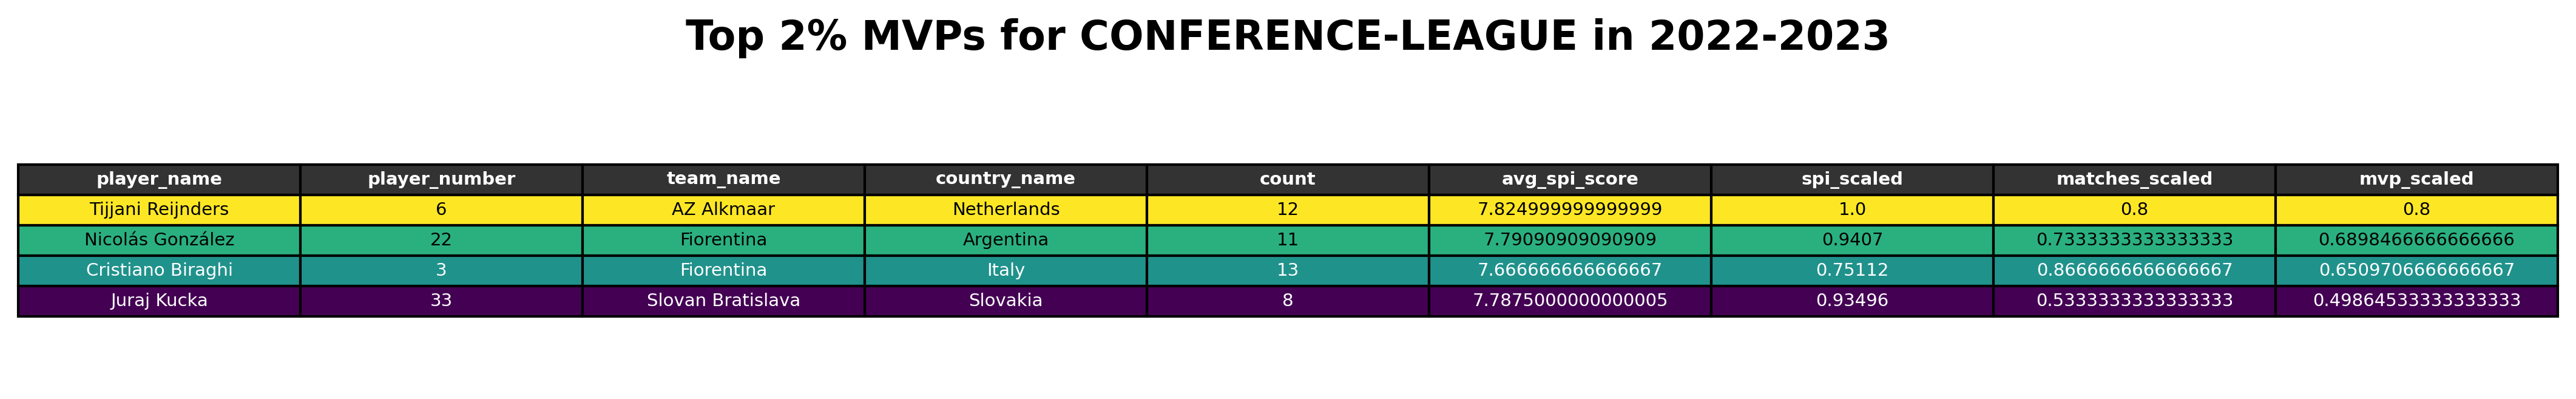 Top 2% MVPs for CONFERENCE-LEAGUE in 2022-2023
player_name player_number team_name country_name count avg_spi_score spi_scaled matches_scaled mvp_scaled
Tijjani Reijnders 6 AZ Alkmaar Netherlands 12 7.824999999999999 1.0 0.8 0.8
Nicolás González 22 Fiorentina Argentina 11 7.79090909090909 0.9407 0.7333333333333333 0.6898466666666666
Cristiano Biraghi 3 Fiorentina Italy 13 7.666666666666667 0.75112 0.8666666666666667 0.6509706666666667
Juraj Kucka 33 Slovan Bratislava Slovakia 8 7.7875000000000005 0.93496 0.5333333333333333 0.49864533333333333